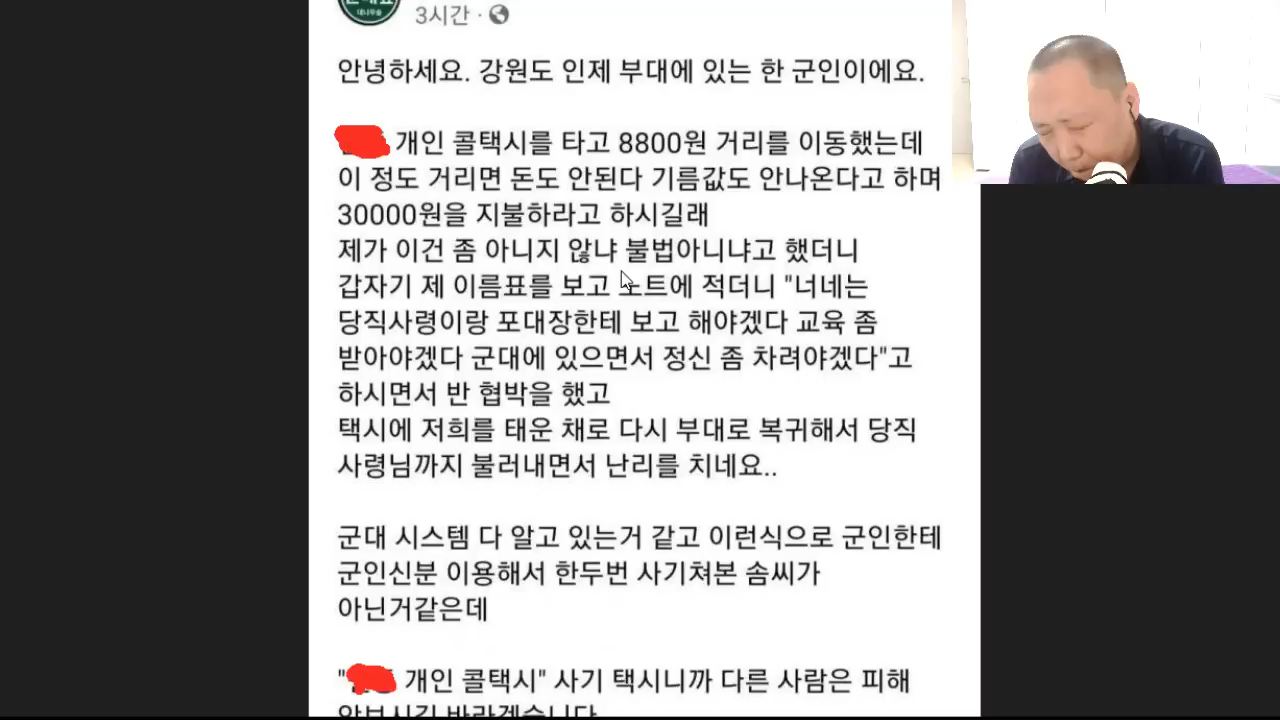 3시간
안녕하세요. 강원도 인제 부대에 있는 한 군인이에요.
개인 콜택시를 타고 8800원 거리를 이동했는데
이 정도 거리면 돈도 안된다 기름값도 안나온다고 하며
30000원을 지불하라고 하시길래
제가 이건 좀 아니지 않냐 불법아니냐고 했더니
갑자기 제 이름표를 보고 노트에 적더니 "너네는
당직사령이랑 포대장한테 보고 해야겠다 교육 좀
받아야겠다 군대에 있으면서 정신 좀 차려야겠다"고
하시면서 반 협박을 했고
택시에 저희를 태운 채로 다시 부대로 복귀해서 당직
사령님까지 불러내면서 난리를 치네요..
군대 시스템 다 알고 있는거 같고 이런식으로 군인한테
군인신분 이용해서 한두번 사기쳐본 솜씨가
아닌거같은데
" 개인 콜택시" 사기 택시니까 다른 사람은 피해